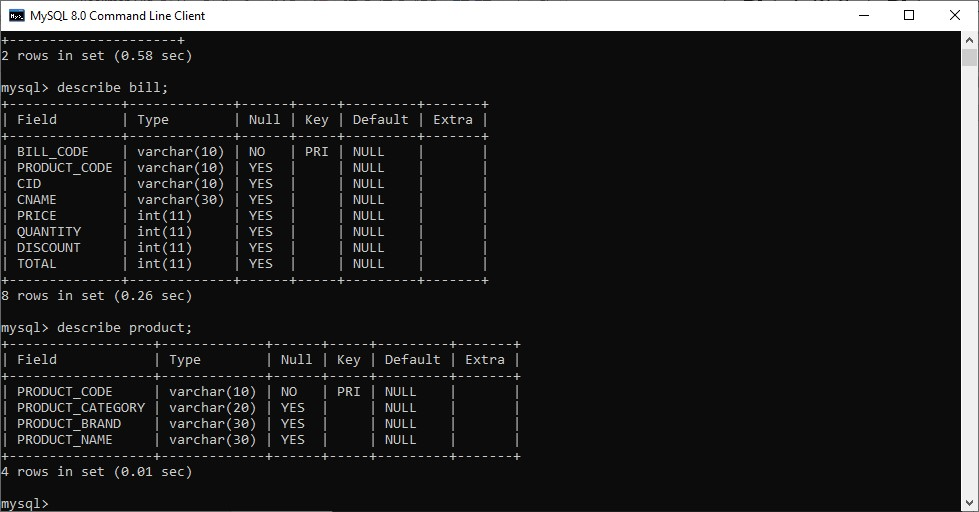 MySQL 8.0 Command Line Client
+---------------------+
2 rows in set (0.58 sec)
mysql> describe bill;
+--------------+-------------+------+-----+---------+-------+
| Field        | Type        | Null | Key | Default | Extra |
+--------------+-------------+------+-----+---------+-------+
| BILL_CODE    | varchar(10) | NO   | PRI | NULL    |       |
| PRODUCT_CODE | varchar(10) | YES  |     | NULL    |       |
| CID          | varchar(10) | YES  |     | NULL    |       |
| CNAME        | varchar(30) | YES  |     | NULL    |       |
| PRICE        | int(11)     | YES  |     | NULL    |       |
| QUANTITY     | int(11)     | YES  |     | NULL    |       |
| DISCOUNT     | int(11)     | YES  |     | NULL    |       |
| TOTAL        | int(11)     | YES  |     | NULL    |       |
+--------------+-------------+------+-----+---------+-------+
8 rows in set (0.26 sec)
mysql> describe product;
+------------------+-------------+------+-----+---------+-------+
| Field            | Type        | Null | Key | Default | Extra |
+------------------+-------------+------+-----+---------+-------+
| PRODUCT_CODE     | varchar(10) | NO   | PRI | NULL    |       |
| PRODUCT_CATEGORY | varchar(20) | YES  |     | NULL    |       |
| PRODUCT_BRAND    | varchar(30) | YES  |     | NULL    |       |
| PRODUCT_NAME     | varchar(30) | YES  |     | NULL    |       |
+------------------+-------------+------+-----+---------+-------+
4 rows in set (0.01 sec)
mysql>